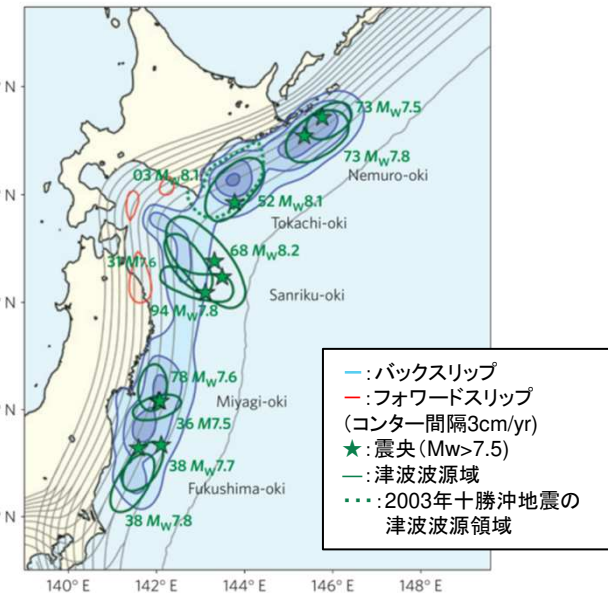 N
73 MW7.5
73 MW7.8
Nemuro-oki
03 MW8.1
N
52 MW8.1
Tokachi-oki
68 MW8.2
31 M7.6
Sanriku-oki
N
94 MW7.8
78 MW7.6
Miyagi-oki
N
36 M7.5
38 MW7.7
Fukushima-oki
N
38 MW7.8
140° E
142° E
144° E
146° E
148° E
ー:バックスリップ
ー:フォワードスリップ
(コンター間隔3cm/yr)
★:震央(Mw>7.5)
―:津波波源域
･･･:2003年十勝沖地震の
津波波源領域